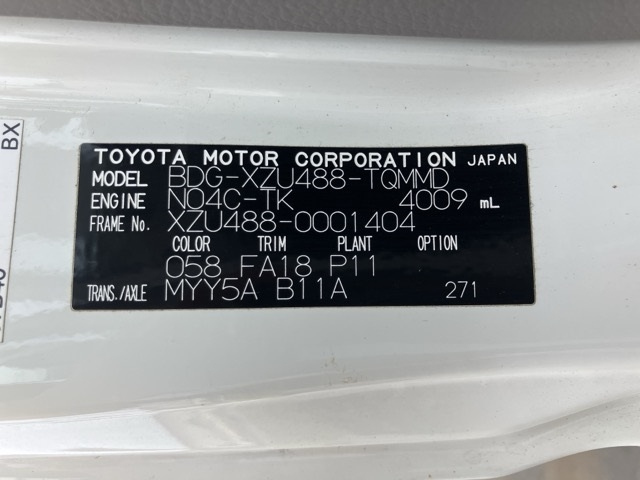 BX
TOYOTA MOTOR CORPORATION JAPAN
MODEL BDG-XZU488-TQMMD
ENGINE N04C-TK 4009 mL
FRAME No. XZU488-0001404
COLOR TRIM PLANT OPTION
058 FA18 P11
TRANS./AXLE MYY5A B11A 271